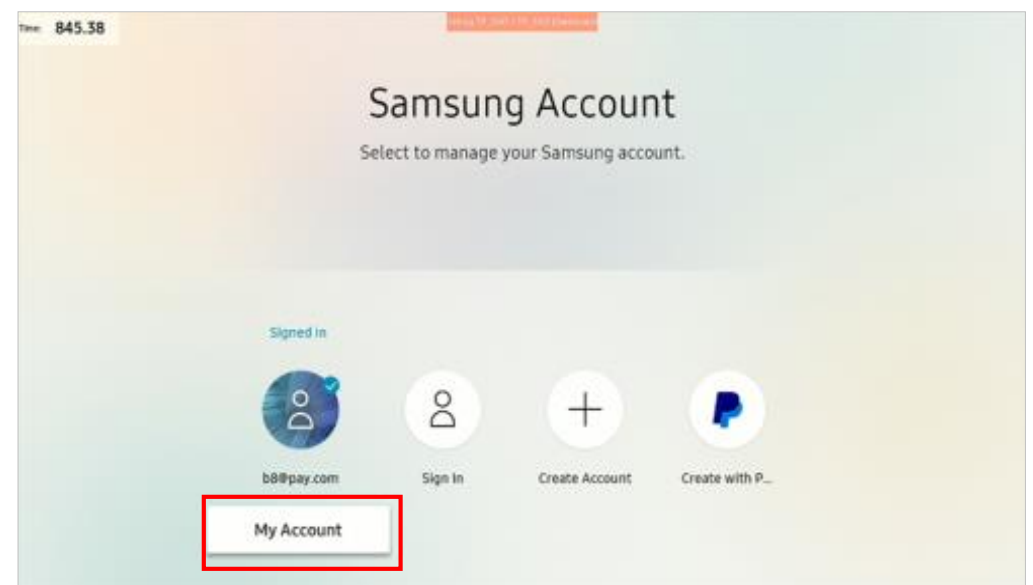 Time: 845.38
Samsung Account
Select to manage your Samsung account.
Signed in
b8@pay.com
Sign In
Create Account
Create with P...
My Account